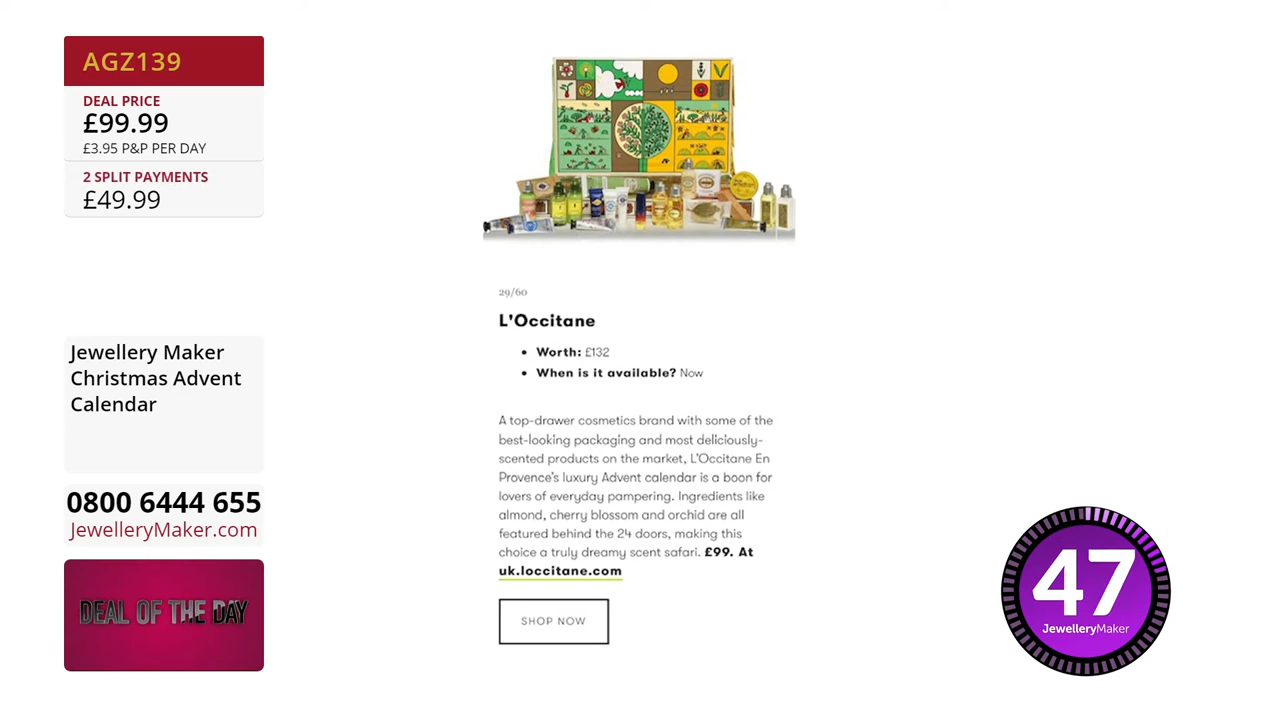 AGZ139
DEAL PRICE
£99.99
£3.95 P&P PER DAY
2 SPLIT PAYMENTS
£49.99
Jewellery Maker
Christmas Advent
Calendar
0800 6444 655
JewelleryMaker.com
DEAL OF THE DAY
29/60
L'Occitane
• Worth: £132
• When is it available? Now
A top-drawer cosmetics brand with some of the
best-looking packaging and most deliciously-
scented products on the market, L'Occitane En
Provence's luxury Advent calendar is a boon for
lovers of everyday pampering. Ingredients like
almond, cherry blossom and orchid are all
featured behind the 24 doors, making this
choice a truly dreamy scent safari. £99. At
uk.loccitane.com
SHOP NOW
47
JewelleryMaker